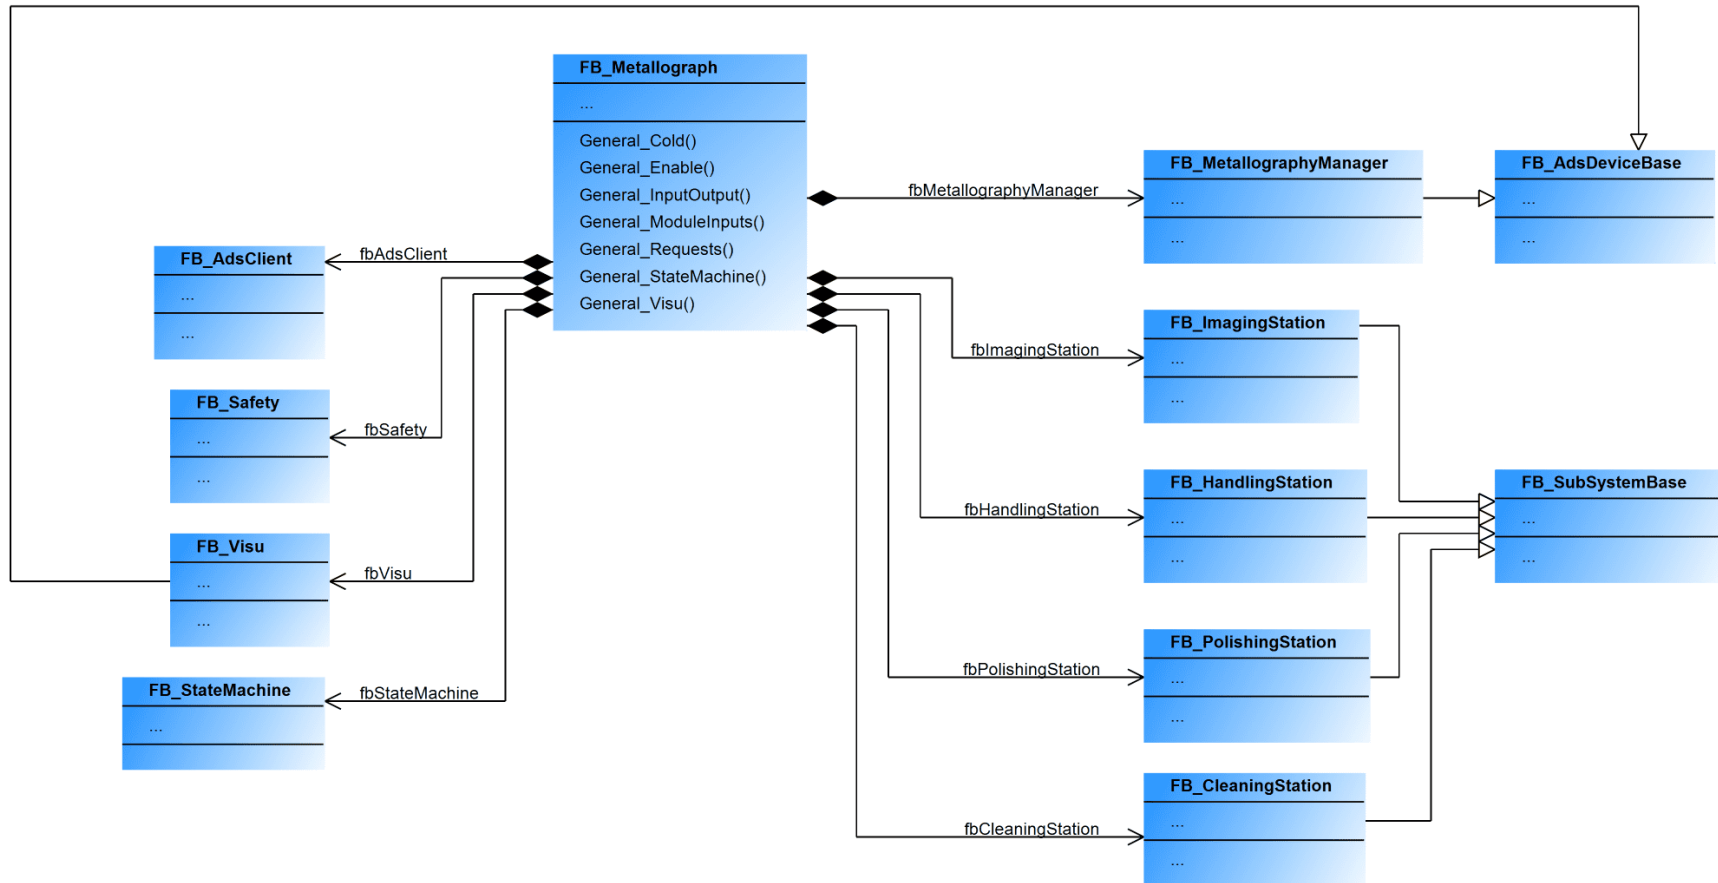 FB_Metallograph
...
General_Cold()
General_Enable()
General_InputOutput()
General_ModuleInputs()
General_Requests()
General_StateMachine()
General_Visu()
fbAdsClient
FB_AdsClient
...
...
fbSafety
FB_Safety
...
...
fbVisu
FB_Visu
...
...
fbStateMachine
FB_StateMachine
...
fbMetallographyManager
FB_MetallographyManager
...
...
FB_AdsDeviceBase
...
...
fbImagingStation
FB_ImagingStation
...
...
fbHandlingStation
FB_HandlingStation
...
...
FB_SubSystemBase
...
...
fbPolishingStation
FB_PolishingStation
...
...
fbCleaningStation
FB_CleaningStation
...
...